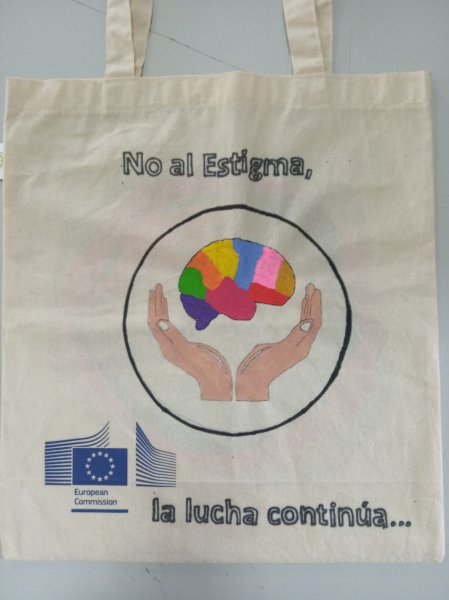 No al Estigma,
European
Commission
la lucha continúa...